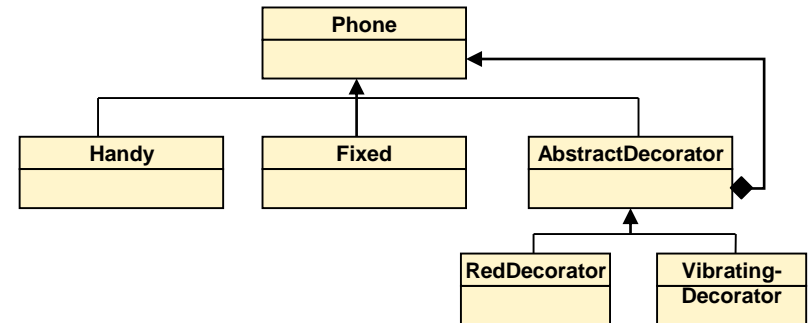 Phone
Handy
Fixed
AbstractDecorator
RedDecorator
Vibrating-
Decorator